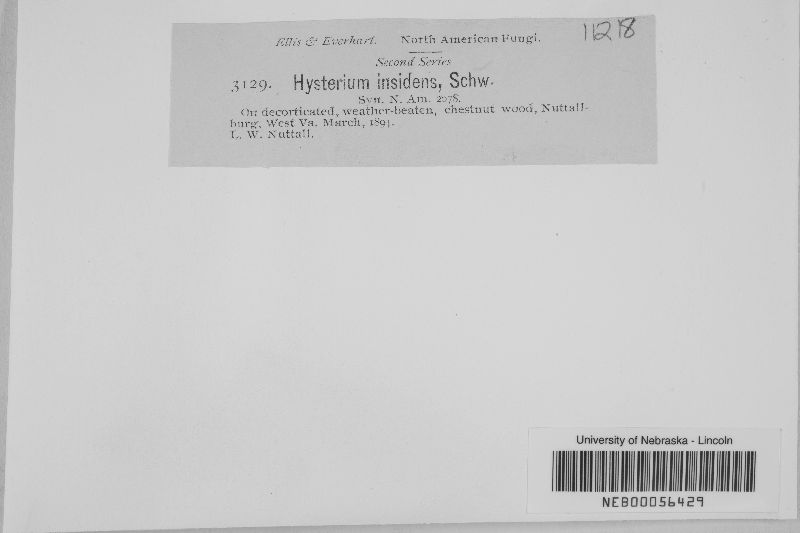 11218
Ellis & Everhart. North American Fungi.
Second Series
3129. Hysterium insidens, Schw.
Syn. N. Am. 2078.
On decorticated, weather-beaten, chestnut wood, Nuttall-
burg, West Va. March, 1894.
L. W. Nuttall.
University of Nebraska - Lincoln
NEB00056429